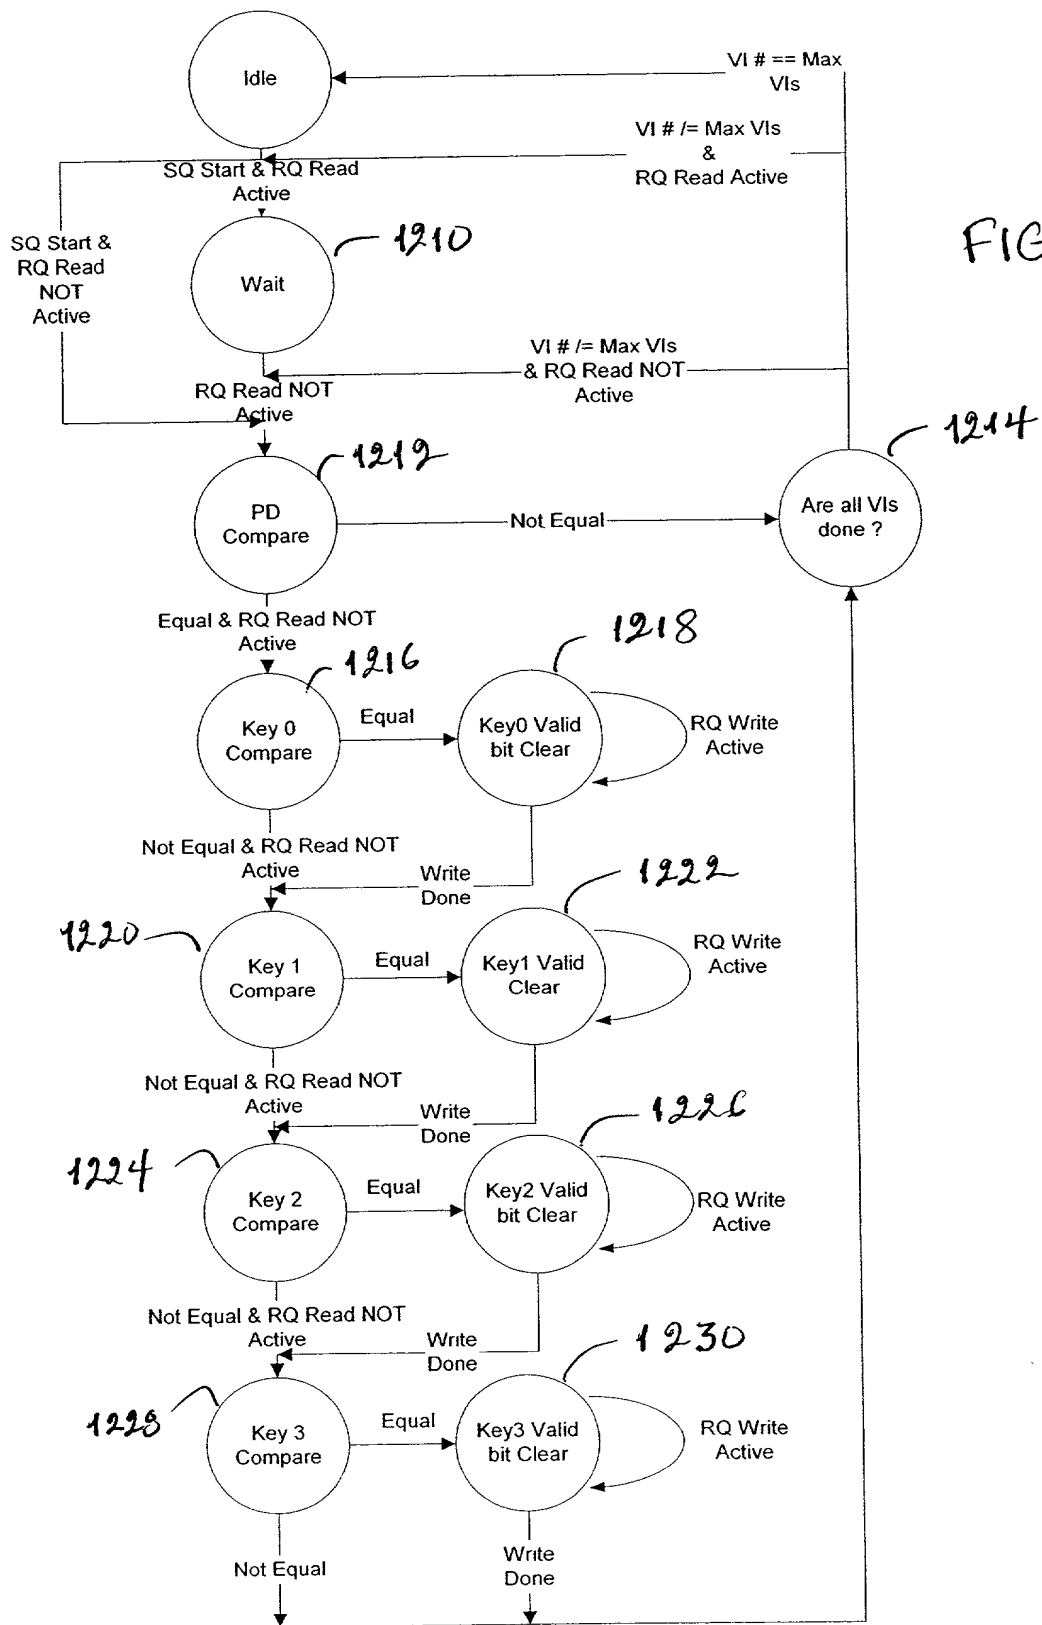 Idle
VI # == Max
VIs
VI # /= Max VIs
&
RQ Read Active
SQ Start & RQ Read
Active
SQ Start &
RQ Read
NOT
Active
1210
Wait
FIG
VI # /= Max VIs
& RQ Read NOT
Active
RQ Read NOT
Active
1212
1214
PD
Compare
Not Equal
Are all VIs
done ?
Equal & RQ Read NOT
Active
1216
1218
Key 0
Compare
Equal
Key0 Valid
bit Clear
RQ Write
Active
Not Equal & RQ Read NOT
Active
Write
Done
1220
1222
Key 1
Compare
Equal
Key1 Valid
Clear
RQ Write
Active
Not Equal & RQ Read NOT
Active
Write
Done
1224
1226
Key 2
Compare
Equal
Key2 Valid
bit Clear
RQ Write
Active
Not Equal & RQ Read NOT
Active
Write
Done
1228
1230
Key 3
Compare
Equal
Key3 Valid
bit Clear
RQ Write
Active
Not Equal
Write
Done